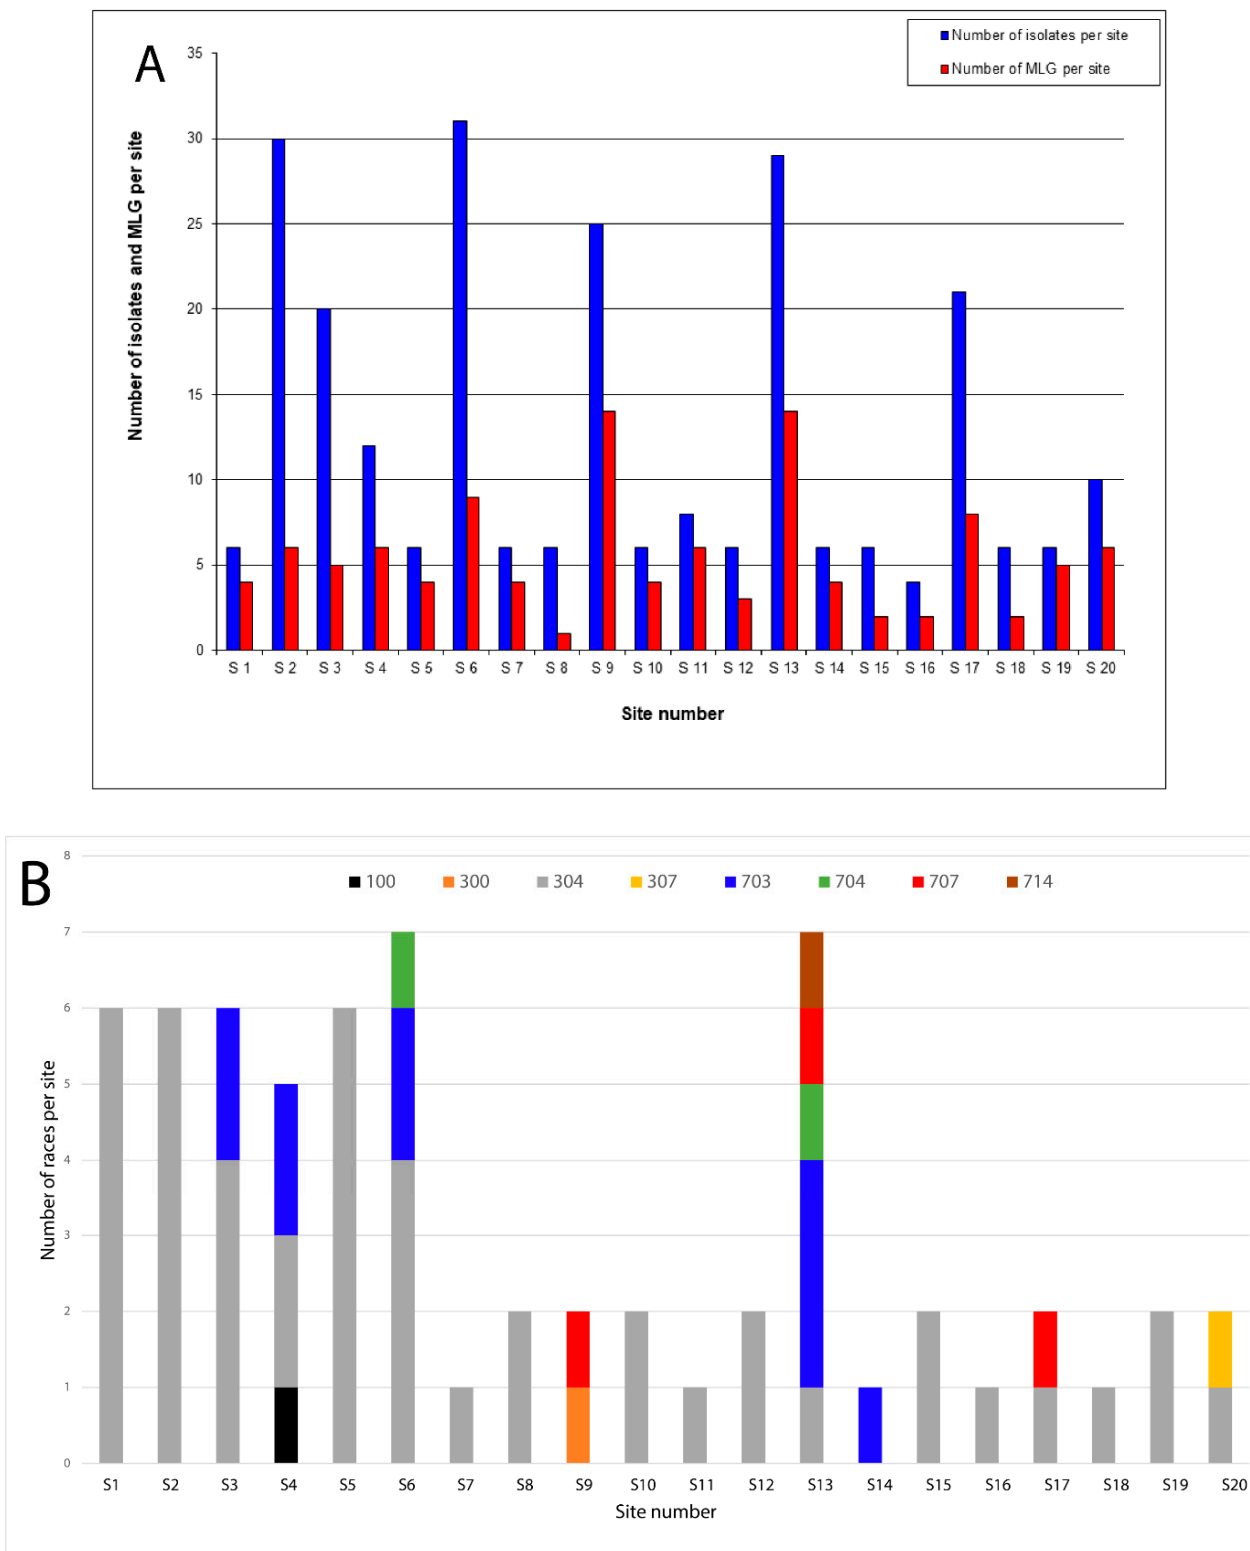 A
Number of isolates per site
Number of MLG per site
Number of isolates and MLG per site
35
30
25
20
15
10
5
0
S 1 S 2 S 3 S 4 S 5 S 6 S 7 S 8 S 9 S 10 S 11 S 12 S 13 S 14 S 15 S 16 S 17 S 18 S 19 S 20
Site number
B
100 300 304 307 703 704 707 714
Number of races per site
8
7
6
5
4
3
2
1
0
S1 S2 S3 S4 S5 S6 S7 S8 S9 S10 S11 S12 S13 S14 S15 S16 S17 S18 S19 S20
Site number